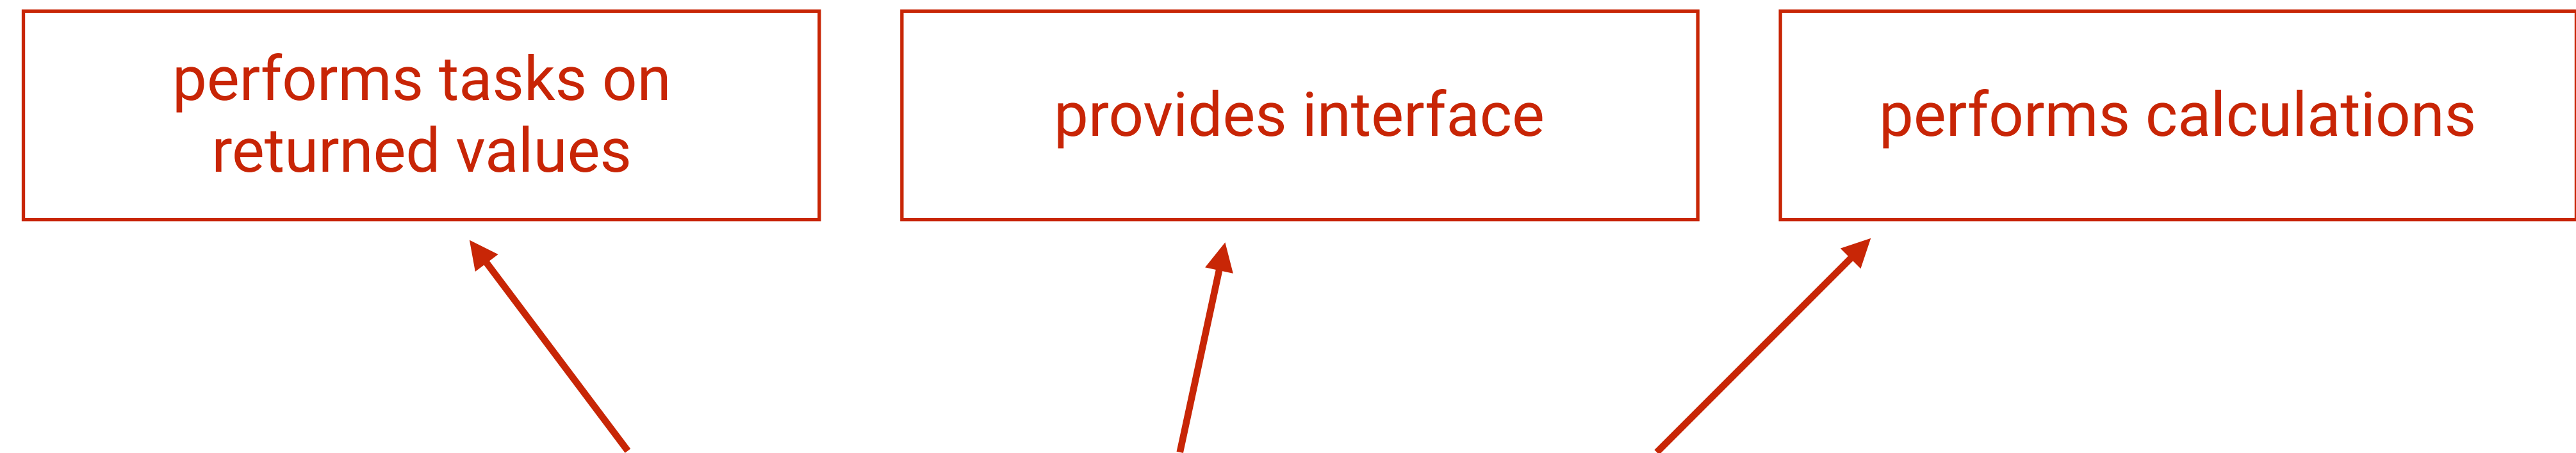 performs tasks on
returned values
provides interface
performs calculations